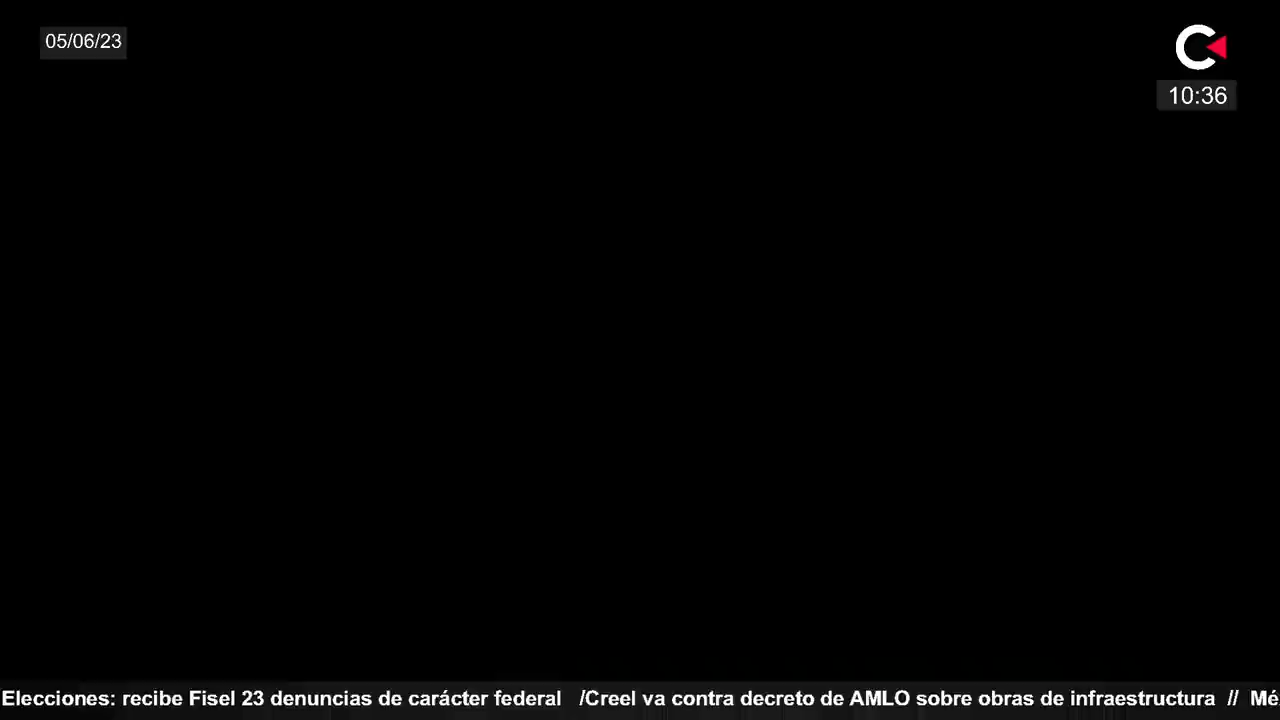 05/06/23
10:36
Elecciones: recibe Fisel 23 denuncias de carácter federal /Creel va contra decreto de AMLO sobre obras de infraestructura // Mé